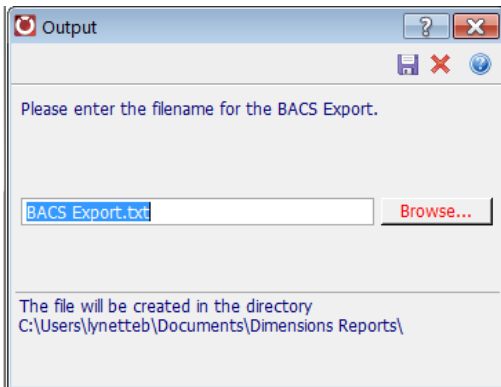 Output
Please enter the filename for the BACS Export.
BACS Export.txt
Browse...
The file will be created in the directory
C:\Users\lynetteb\Documents\Dimensions Reports\